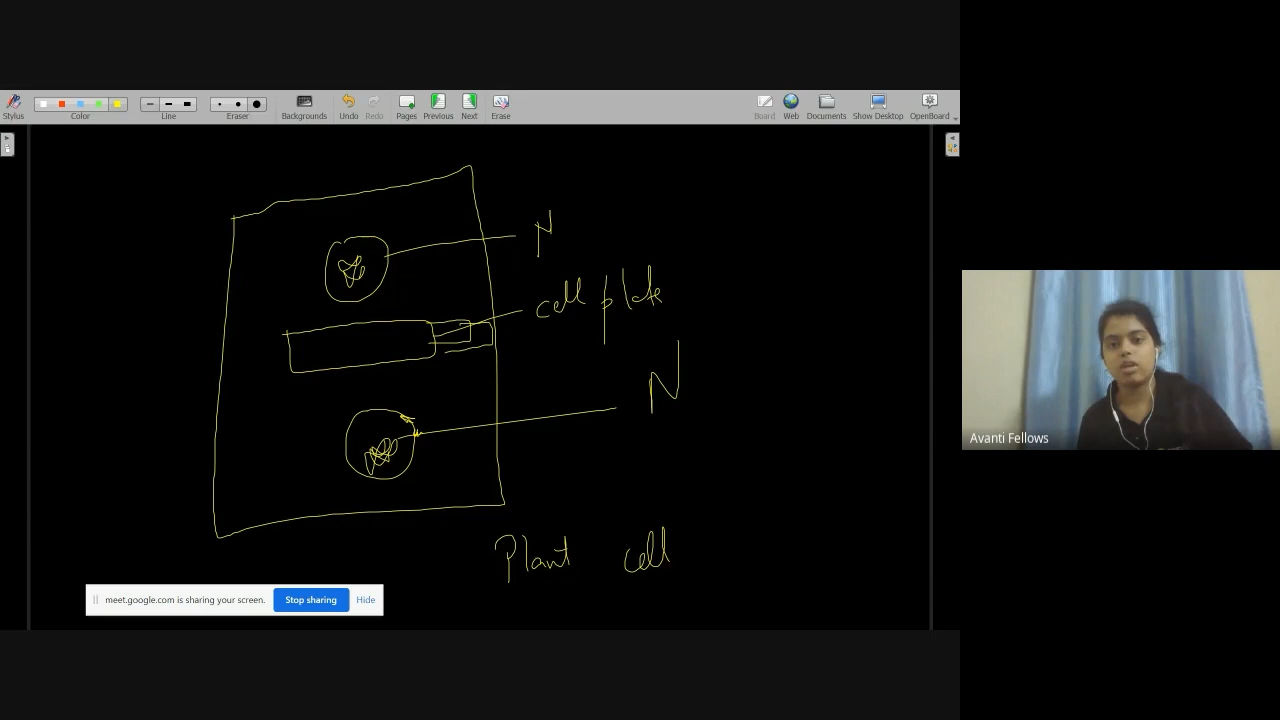 Stylus
Color
Line
Eraser
Backgrounds
Undo
Redo
Pages
Previous
Next
Erase
Board
Web
Documents
Show Desktop
OpenBoard
N
cell plate
N
Plant cell
meet.google.com is sharing your screen.
Stop sharing
Hide
Avanti Fellows